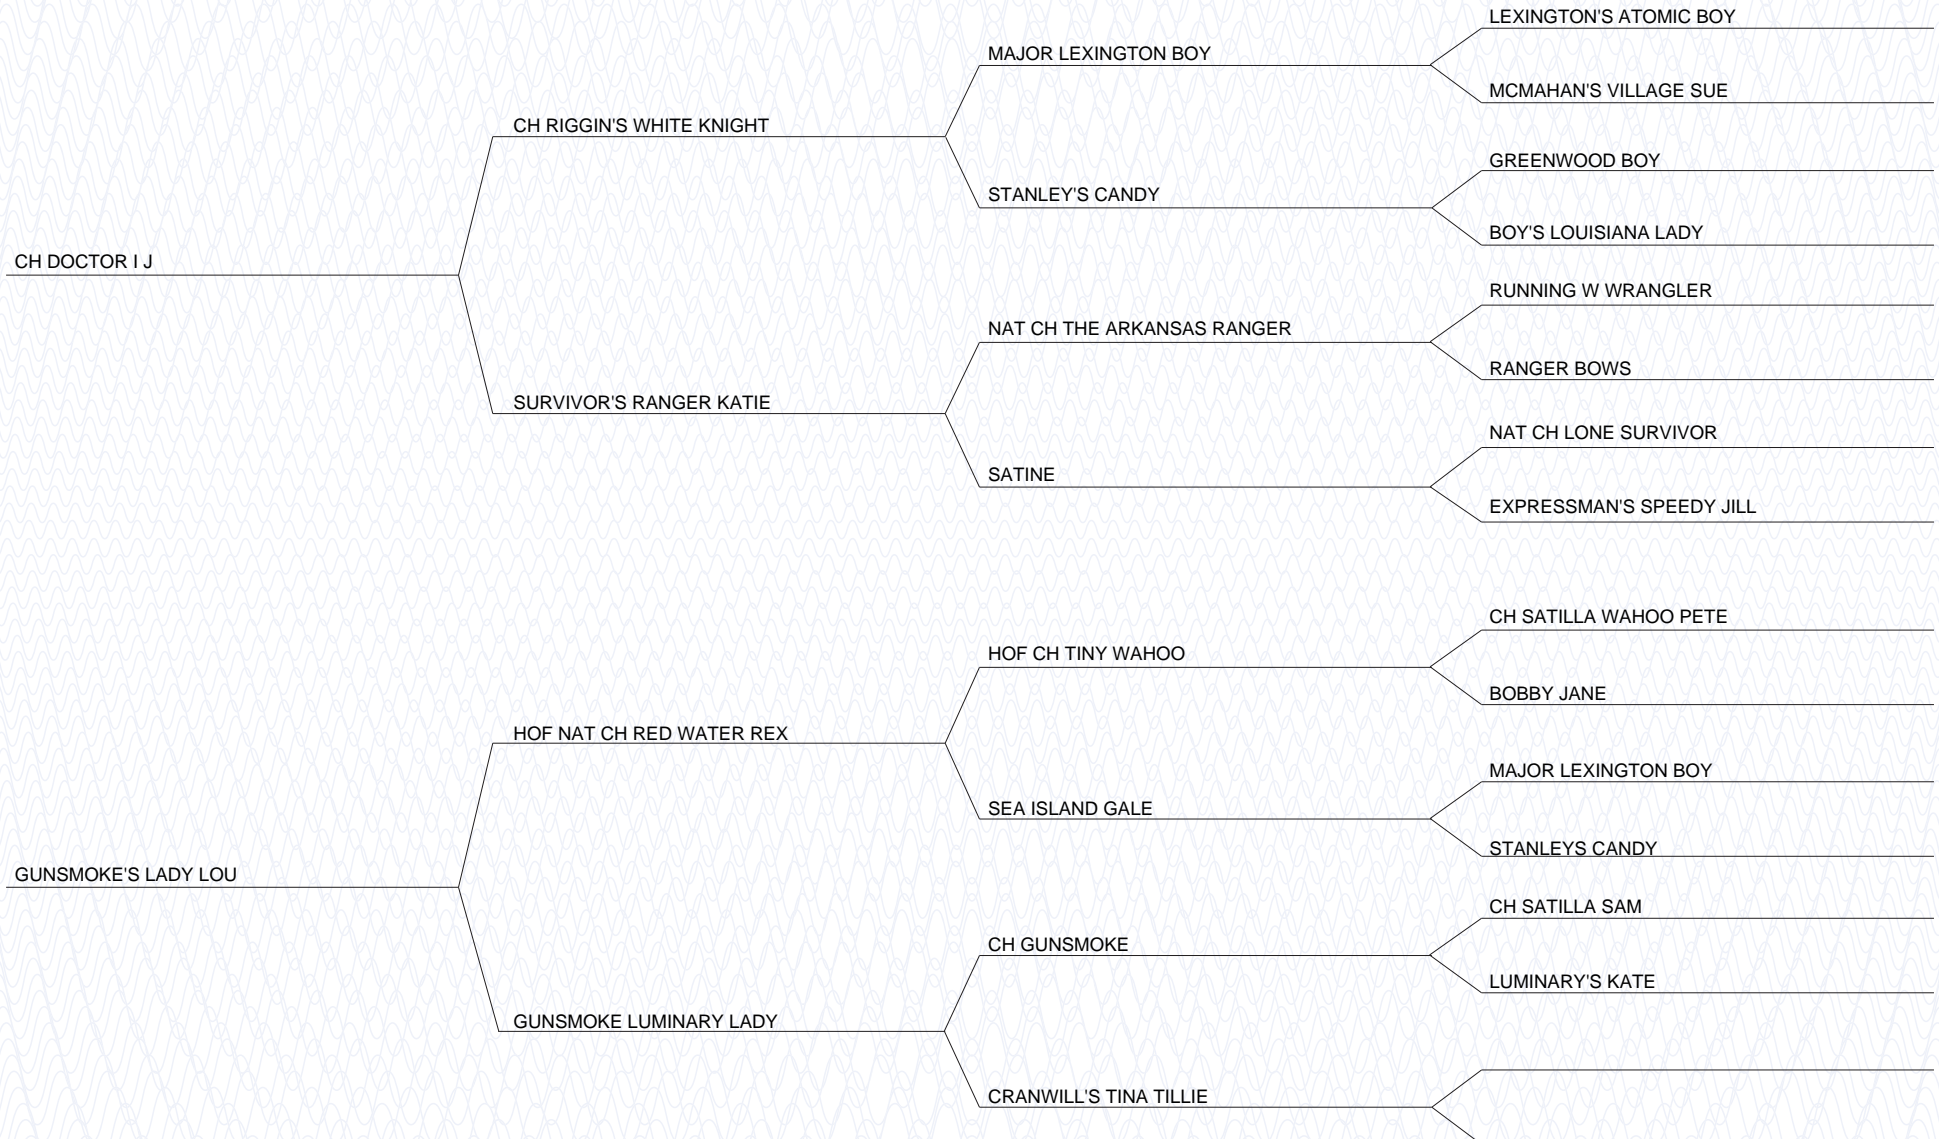 LEXINGTON'S ATOMIC BOY
MAJOR LEXINGTON BOY
MCMAHAN'S VILLAGE SUE
CH RIGGIN'S WHITE KNIGHT
GREENWOOD BOY
STANLEY'S CANDY
BOY'S LOUISIANA LADY
CH DOCTOR I J
RUNNING W WRANGLER
NAT CH THE ARKANSAS RANGER
RANGER BOWS
SURVIVOR'S RANGER KATIE
NAT CH LONE SURVIVOR
SATINE
EXPRESSMAN'S SPEEDY JILL
CH SATILLA WAHOO PETE
HOF CH TINY WAHOO
BOBBY JANE
HOF NAT CH RED WATER REX
MAJOR LEXINGTON BOY
SEA ISLAND GALE
STANLEYS CANDY
GUNSMOKE'S LADY LOU
CH SATILLA SAM
CH GUNSMOKE
LUMINARY'S KATE
GUNSMOKE LUMINARY LADY
CRANWILL'S TINA TILLIE